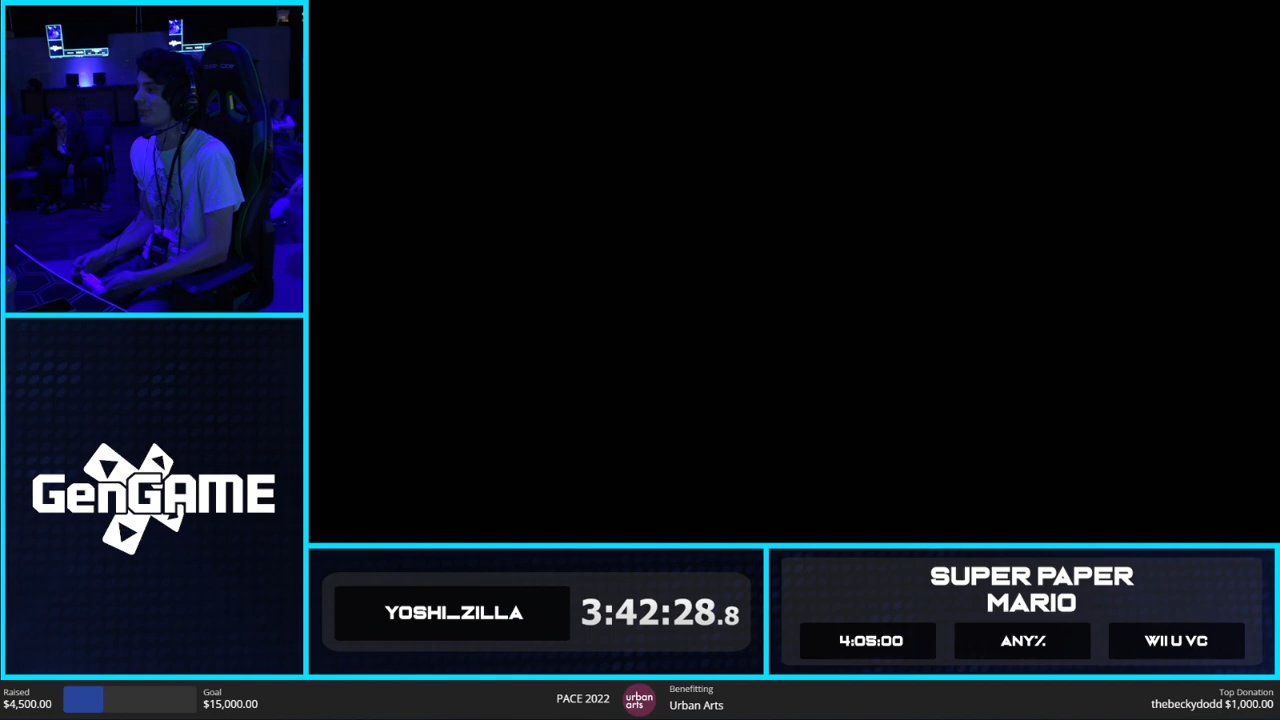 GenGAME
YOSHI_ZILLA
3:42:28.8
SUPER PAPER
MARIO
4:05:00
ANY%
WII U VC
Raised
$4,500.00
Goal
$15,000.00
PACE 2022
urban
arts
Benefitting
Urban Arts
Top Donation
thebeckydodd $1,000.00